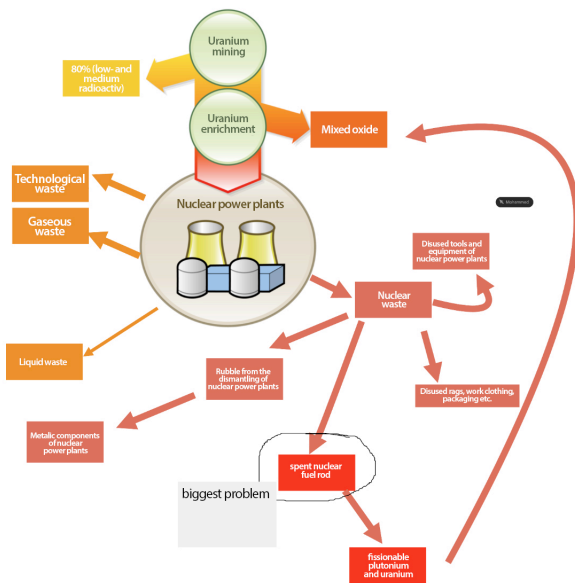 Uranium
mining
80% (low- and
medium
radioactiv)
Uranium
enrichment
Mixed oxide
Technological
waste
Nuclear power plants
Gaseous
waste
Disused tools and
equipment of
nuclear power plants
Nuclear
waste
Liquid waste
Rubble from the
dismantling of
nuclear power plants
Disused rags, work clothing,
packaging etc.
Metalic components
of nuclear
power plants
spent nuclear
fuel rod
biggest problem
fissionable
plutonium
and uranium